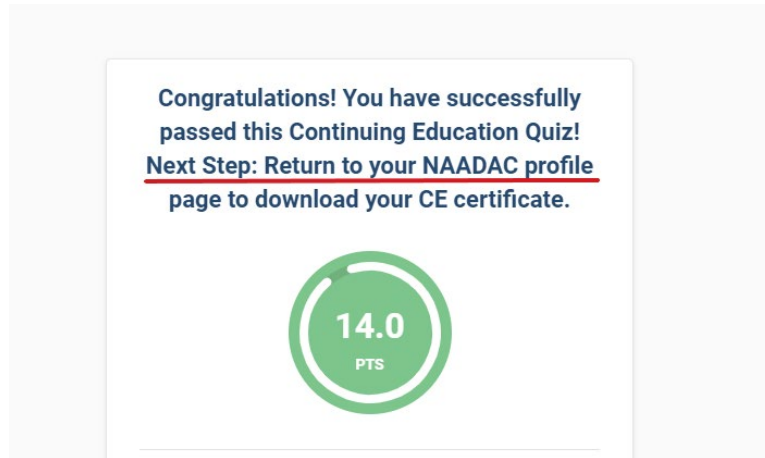 Congratulations! You have successfully
passed this Continuing Education Quiz!
Next Step: Return to your NAADAC profile
page to download your CE certificate.
14.0
PTS